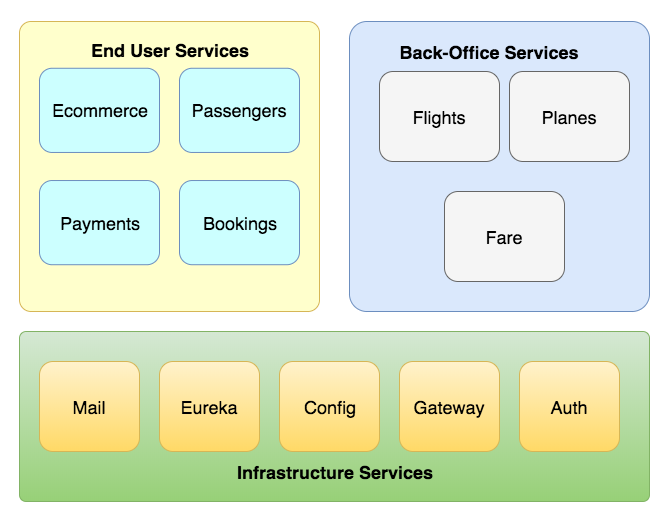 End User Services
Ecommerce
Passengers
Payments
Bookings
Back-Office Services
Flights
Planes
Fare
Mail
Eureka
Config
Gateway
Auth
Infrastructure Services